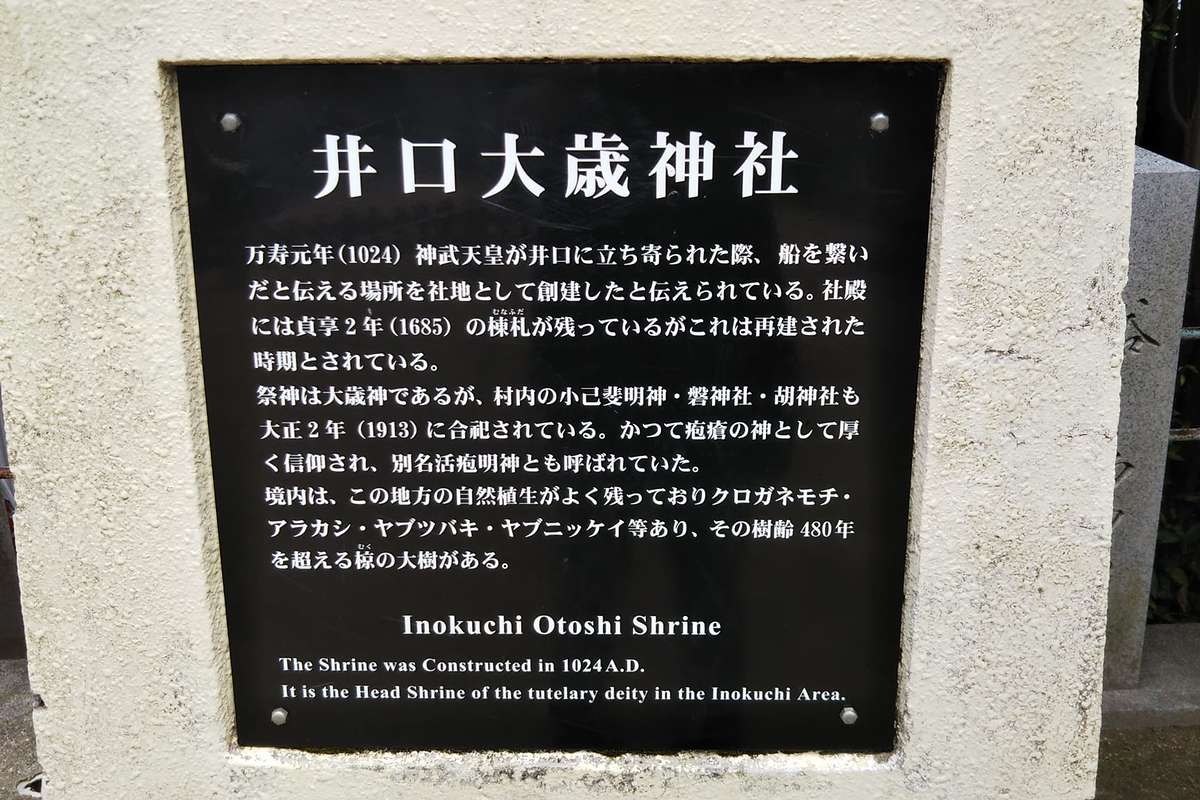 井口大歳神社
万寿元年(1024) 神武天皇が井口に立ち寄られた際、船を繋い
だと伝える場所を社地として創建したと伝えられている。社殿
むなふだ
には貞享2年(1685) の棟札が残っているがこれは再建された
時期とされている。
祭神は大歳神であるが、村内の小己斐明神・磐神社・胡神社も
大正2年 (1913) に合祀されている。かつて疱瘡の神として厚
く信仰され、別名活疱明神とも呼ばれていた。
境内は、この地方の自然植生がよく残っておりクロガネモチ・
アラカシ・ヤブツバキ・ヤブニッケイ等あり、その樹齢480年
むく
を超える椋の大樹がある。
Inokuchi Otoshi Shrine
The Shrine was Constructed in 1024 A.D.
It is the Head Shrine of the tutelary deity in the Inokuchi Area.